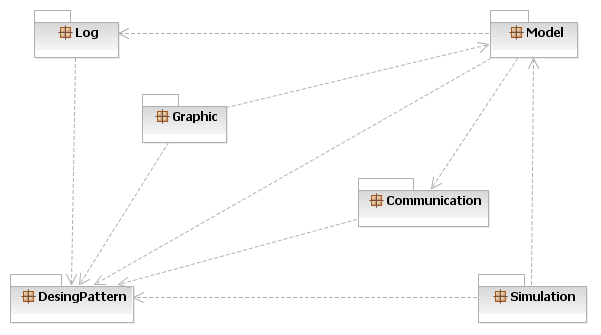 Log
Model
Graphic
Communication
DesingPattern
Simulation